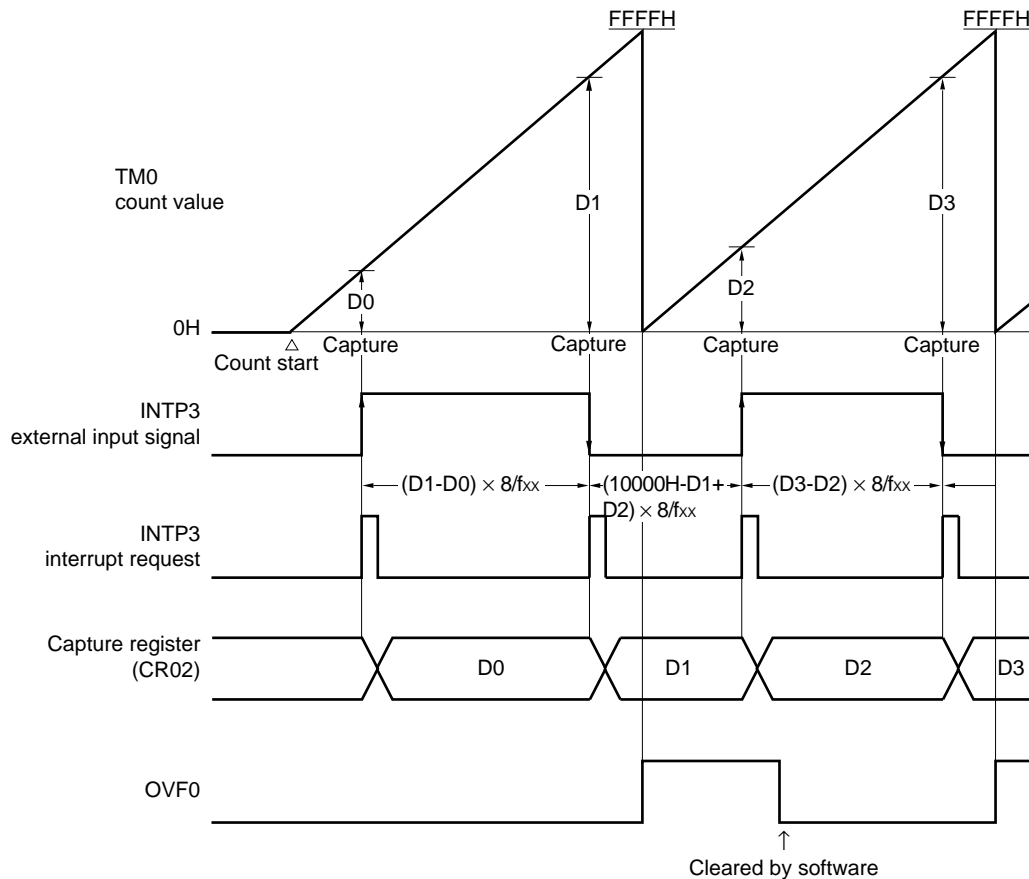 FFFFH
FFFFH
TM0
count value
D1
D3
D0
D2
0H
Capture
Capture
Capture
Capture
Count start
INTP3
external input signal
(D1-D0) × 8/fxx
(10000H-D1+
D2) × 8/fxx
(D3-D2) × 8/fxx
INTP3
interrupt request
Capture register
(CR02)
D0
D1
D2
D3
OVF0
Cleared by software